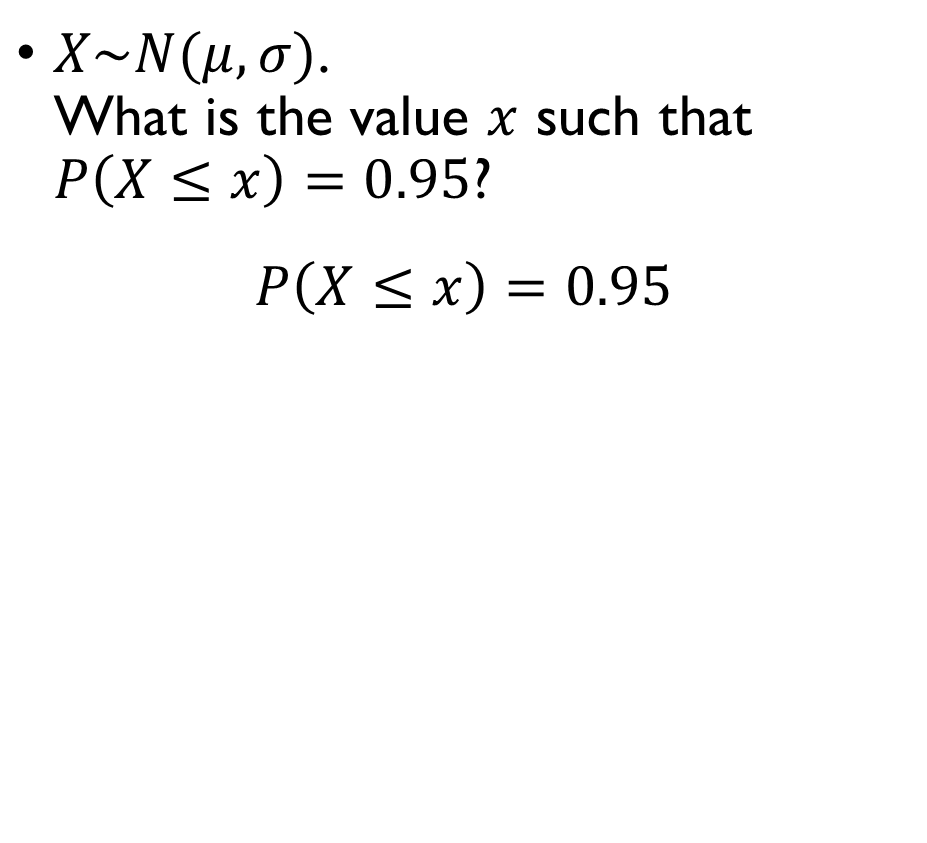 • X~N(μ, σ).
What is the value x such that
P(X ≤ x) = 0.95?
P(X ≤ x) = 0.95